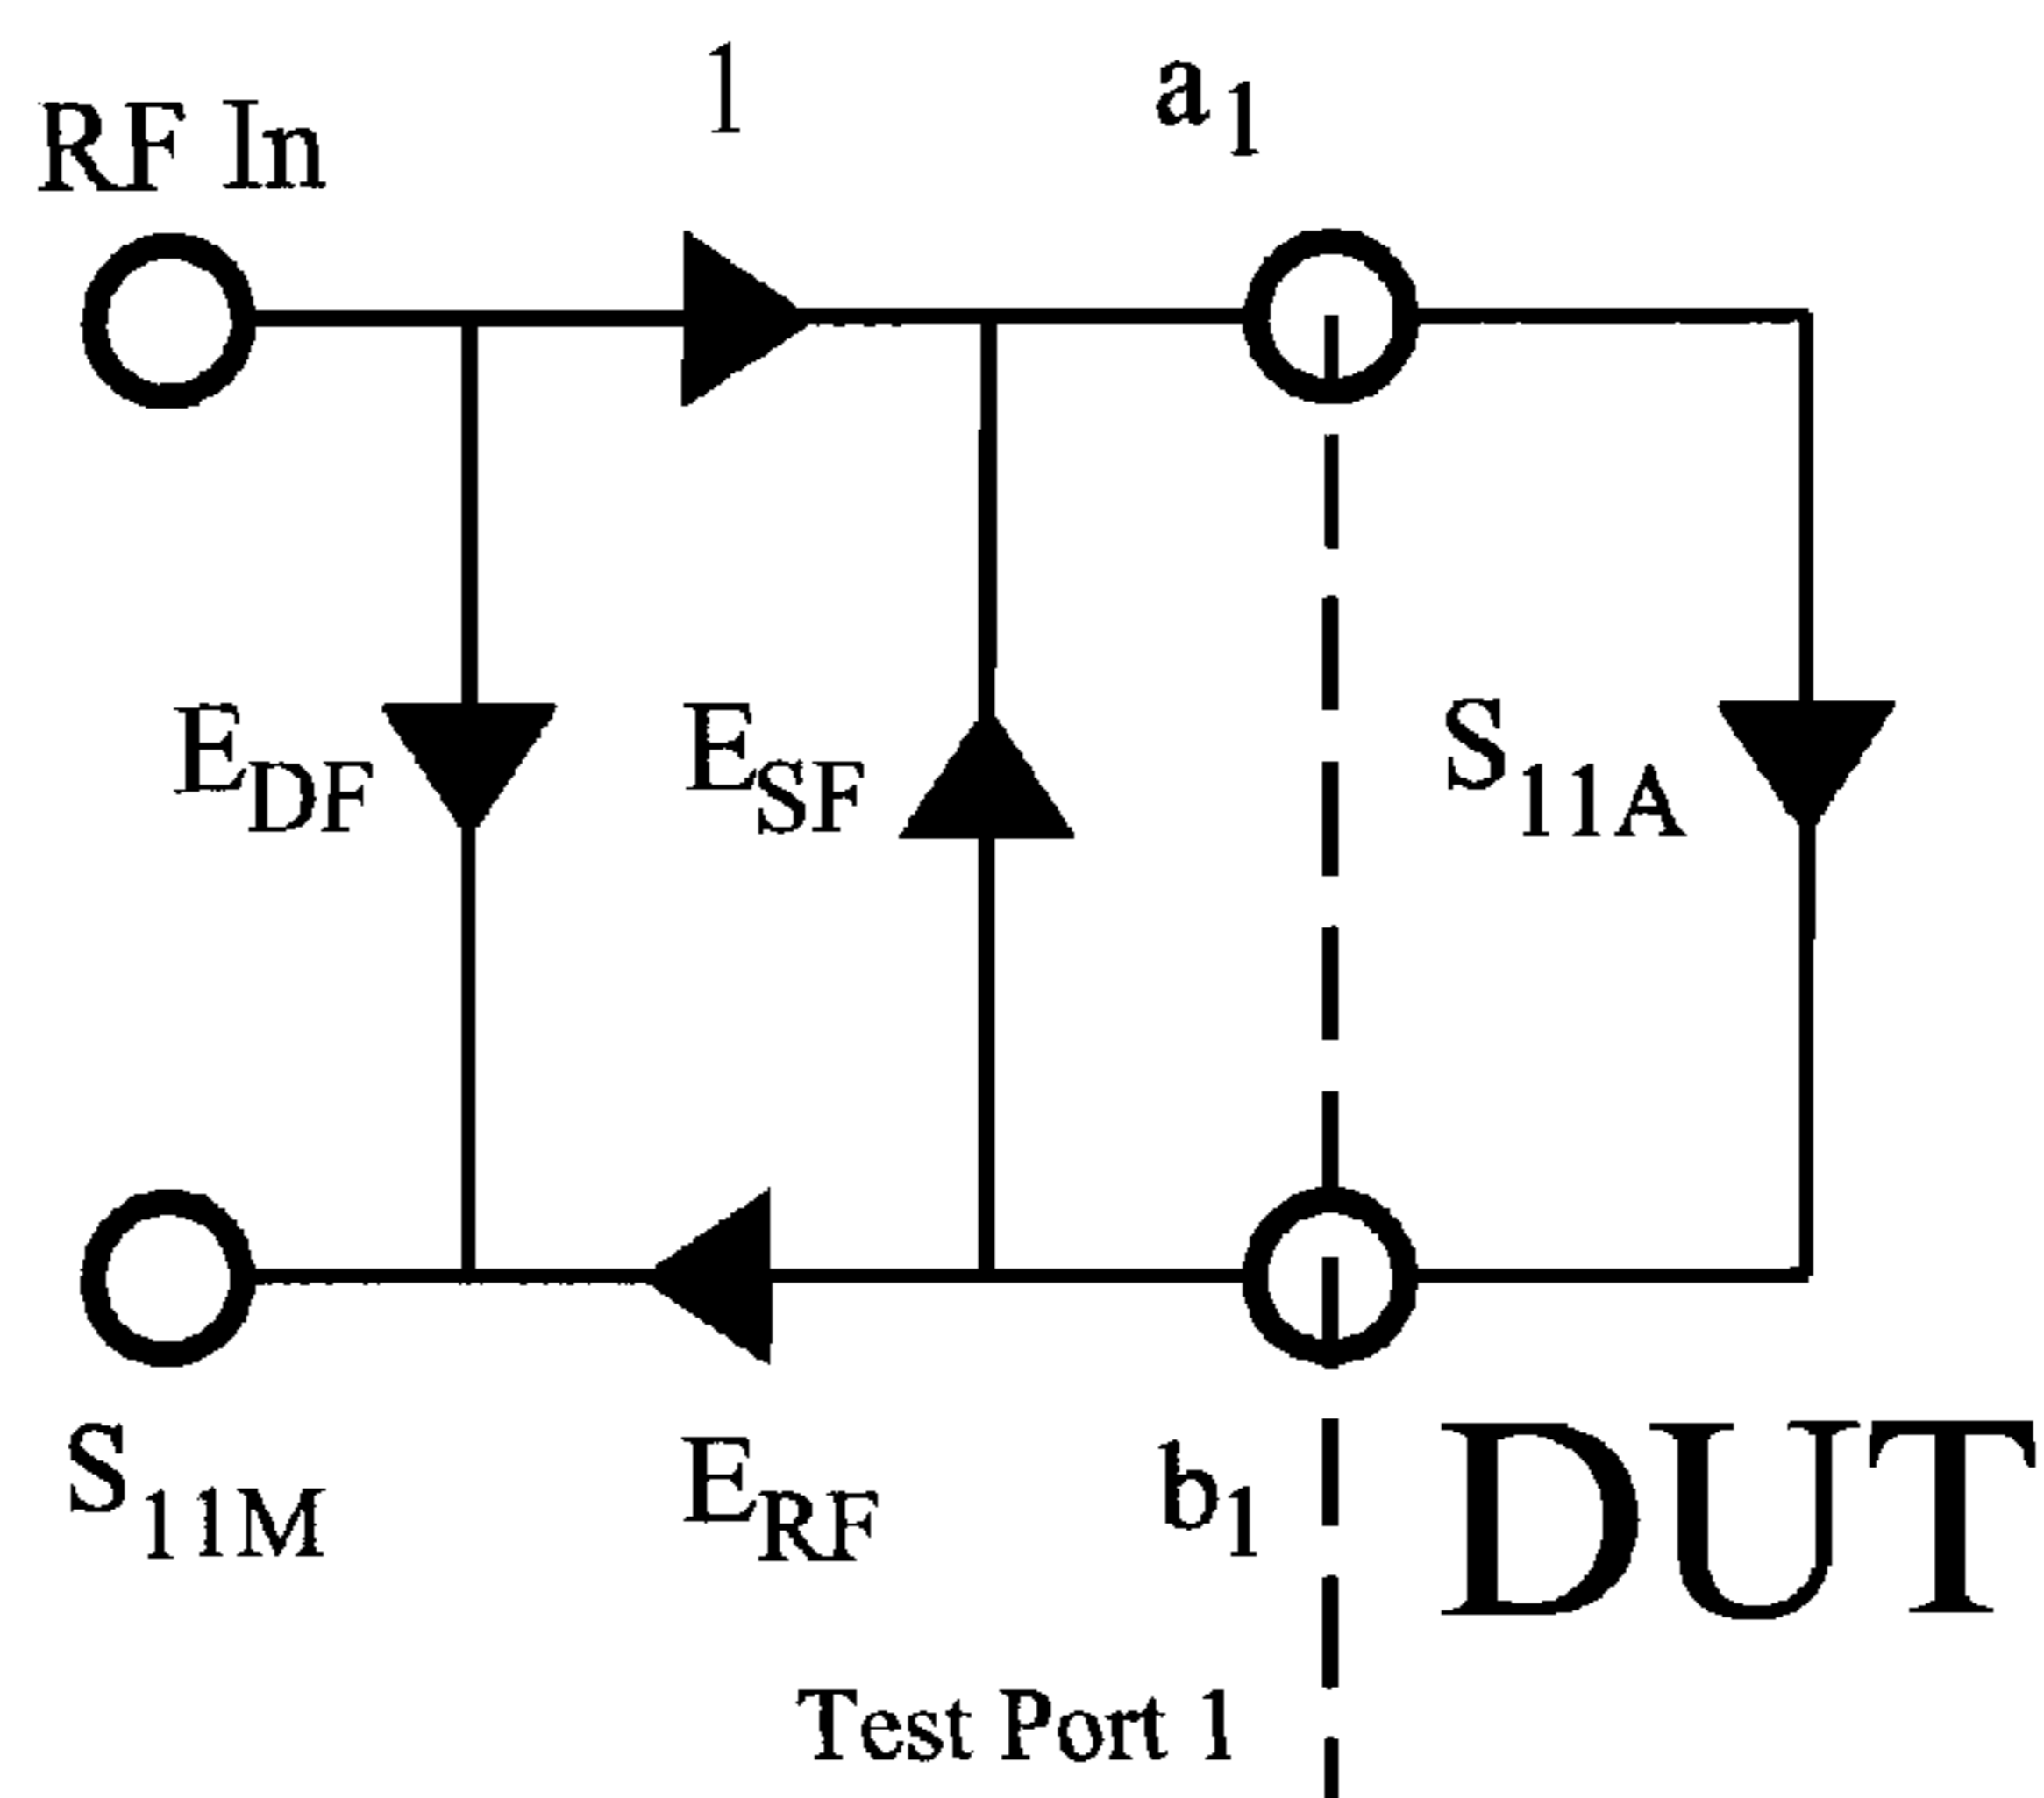 RF In
1
a1
EDF
ESF
S11A
S11M
ERF
b1
DUT
Test Port 1